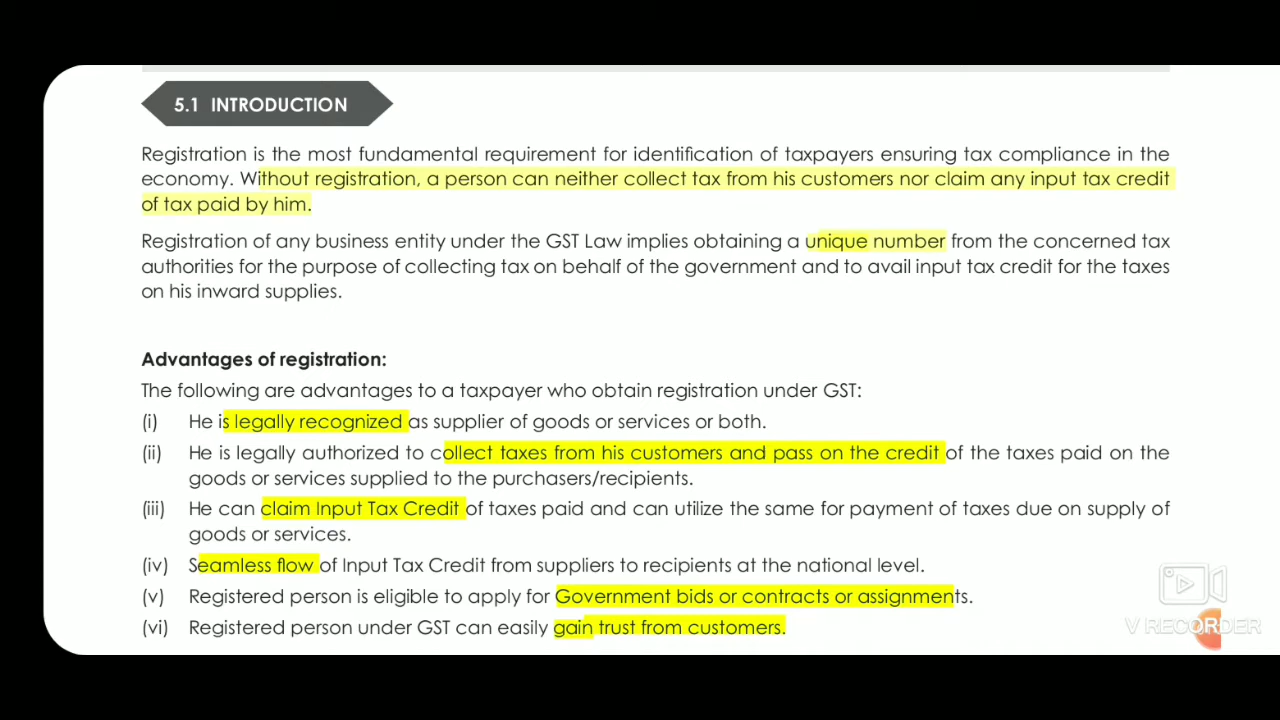 5.1 INTRODUCTION
Registration is the most fundamental requirement for identification of taxpayers ensuring tax compliance in the
economy. Without registration, a person can neither collect tax from his customers nor claim any input tax credit
of tax paid by him.
Registration of any business entity under the GST Law implies obtaining a unique number from the concerned tax
authorities for the purpose of collecting tax on behalf of the government and to avail input tax credit for the taxes
on his inward supplies.
Advantages of registration:
The following are advantages to a taxpayer who obtain registration under GST:
(i) He is legally recognized as supplier of goods or services or both.
(ii) He is legally authorized to collect taxes from his customers and pass on the credit of the taxes paid on the
goods or services supplied to the purchasers/recipients.
(iii) He can claim Input Tax Credit of taxes paid and can utilize the same for payment of taxes due on supply of
goods or services.
(iv) Seamless flow of Input Tax Credit from suppliers to recipients at the national level.
(v) Registered person is eligible to apply for Government bids or contracts or assignments.
(vi) Registered person under GST can easily gain trust from customers.
V RECORDER